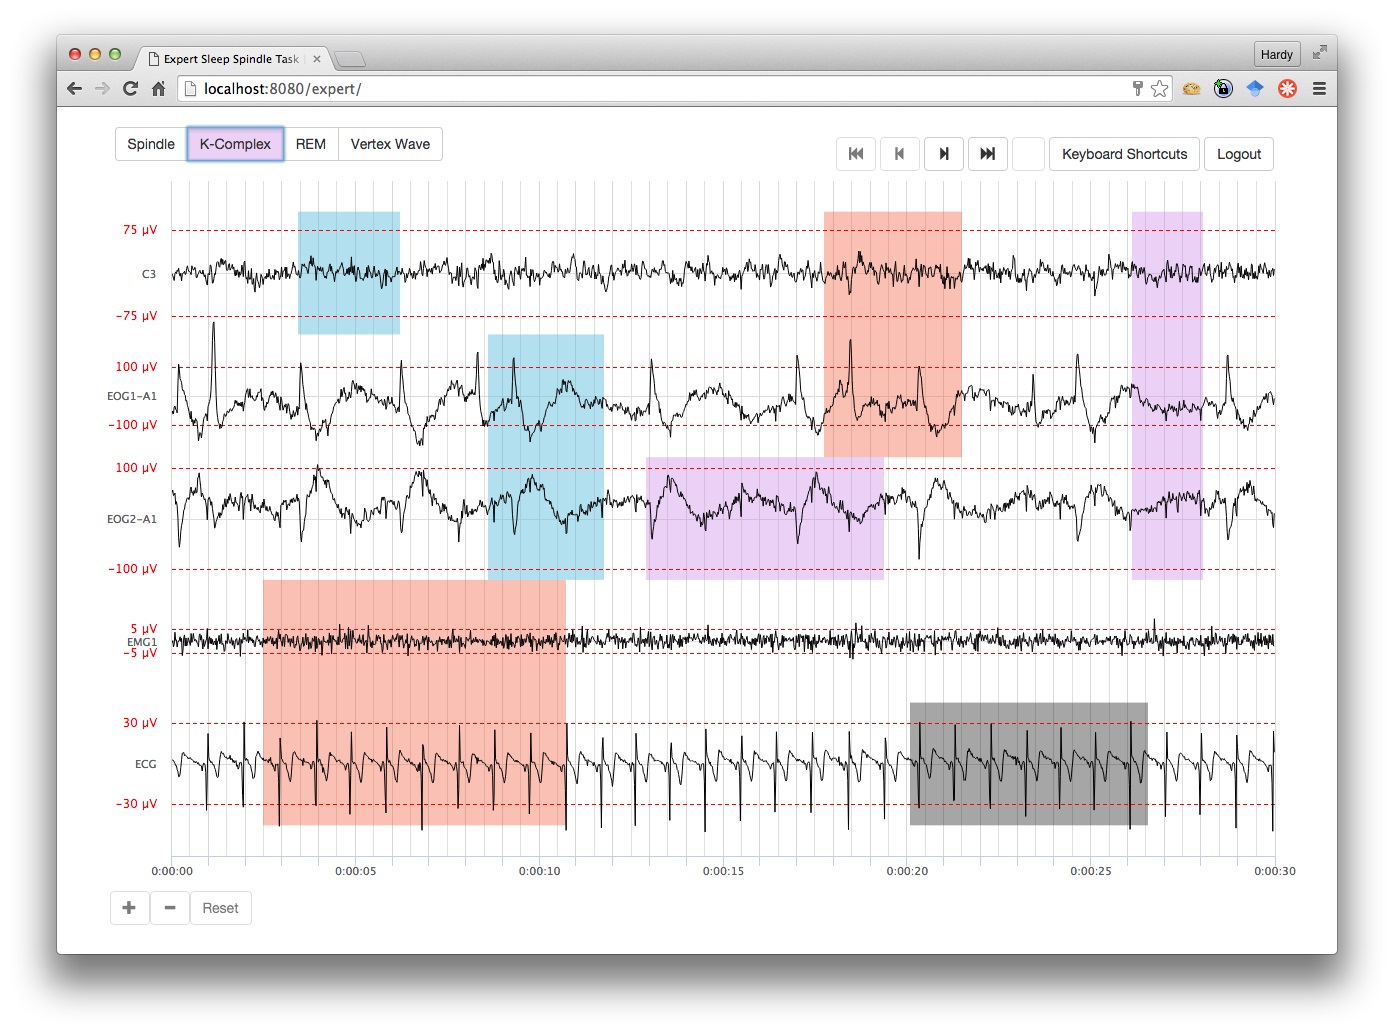 Expert Sleep Spindle Task
Hardy
localhost:8080/expert/
Spindle K-Complex REM Vertex Wave
Keyboard Shortcuts Logout
75 µV
C3
-75 µV
100 µV
EOG1-A1
-100 µV
100 µV
EOG2-A1
-100 µV
5 µV
EMG1
-5 µV
30 µV
ECG
-30 µV
0:00:00 0:00:05 0:00:10 0:00:15 0:00:20 0:00:25 0:00:30
+ - Reset